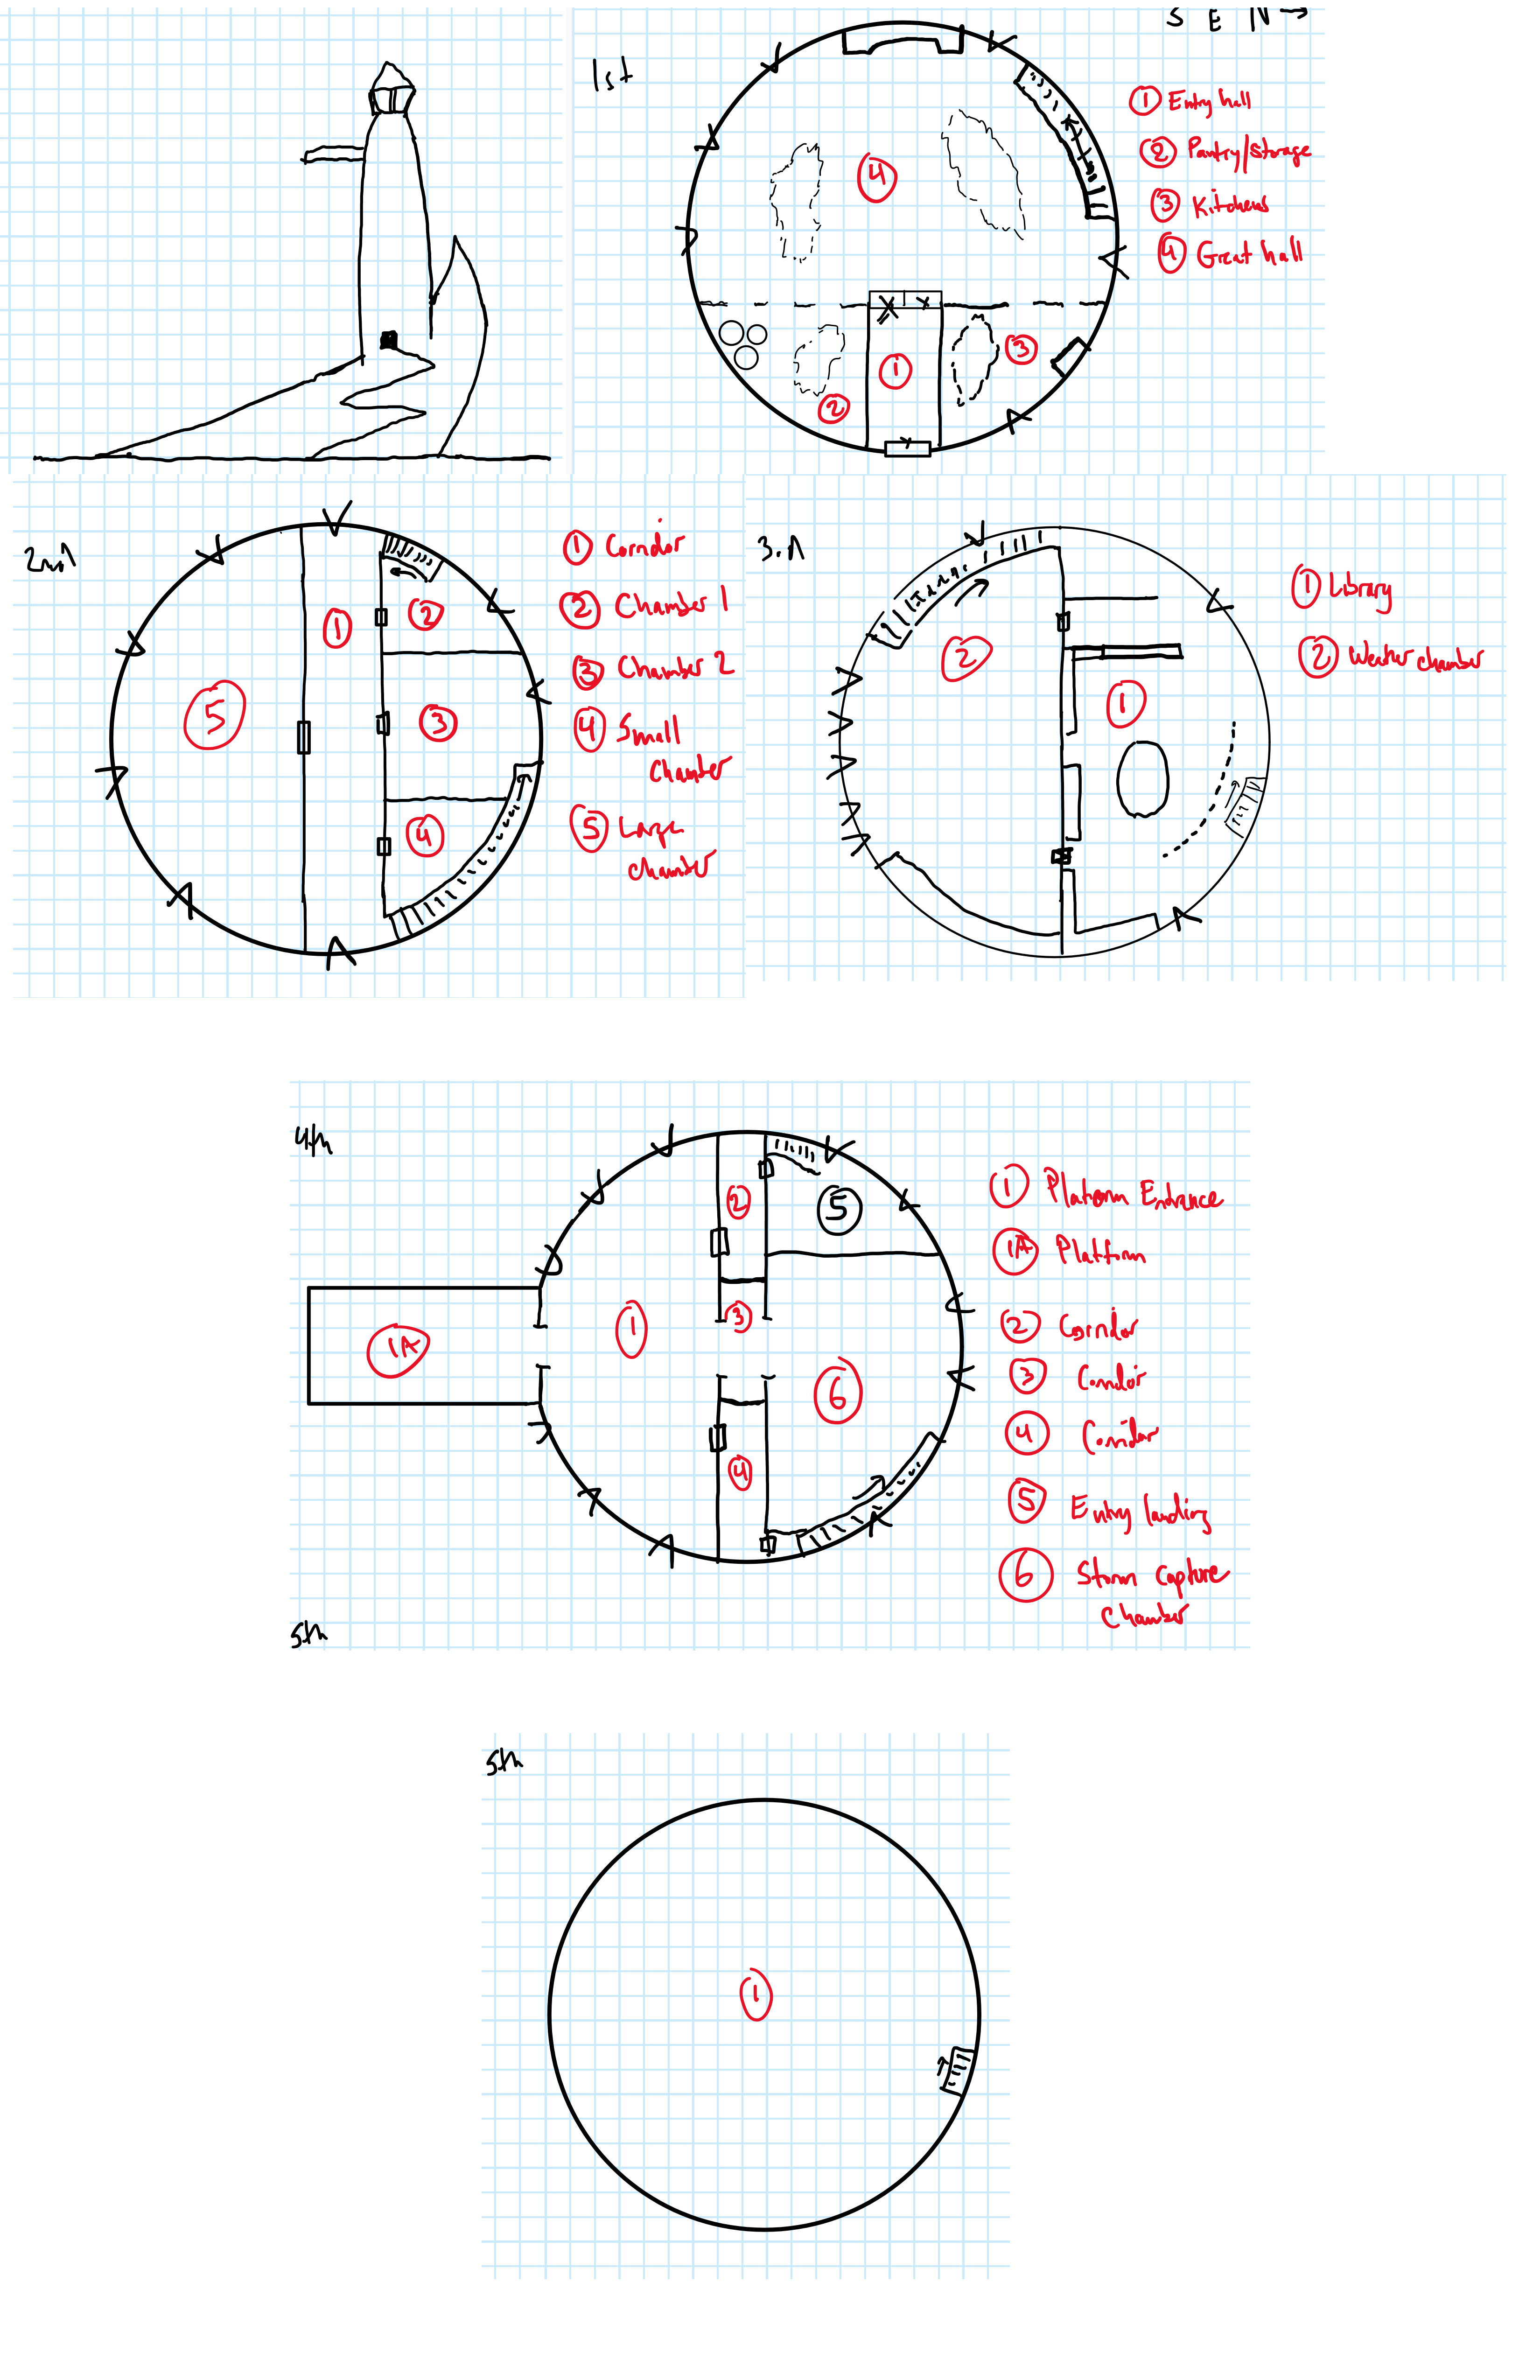 S E N→
1st
① Entry hall
② Pantry/Storage
③ Kitchens
④ Great hall
4
1
3
2
2nd
① Corridor
② Chamber 1
③ Chamber 2
④ Small
Chamber
⑤ Large
Chamber
1
2
5
3
4
3rd
① Library
② Weather chamber
2
1
4th
① Platform Entrance
1A Platform
② Corridor
③ Corridor
④ Corridor
⑤ Entry landing
⑥ Storm Capture
Chamber
2
5
3
1
1A
6
4
5th
5th
1